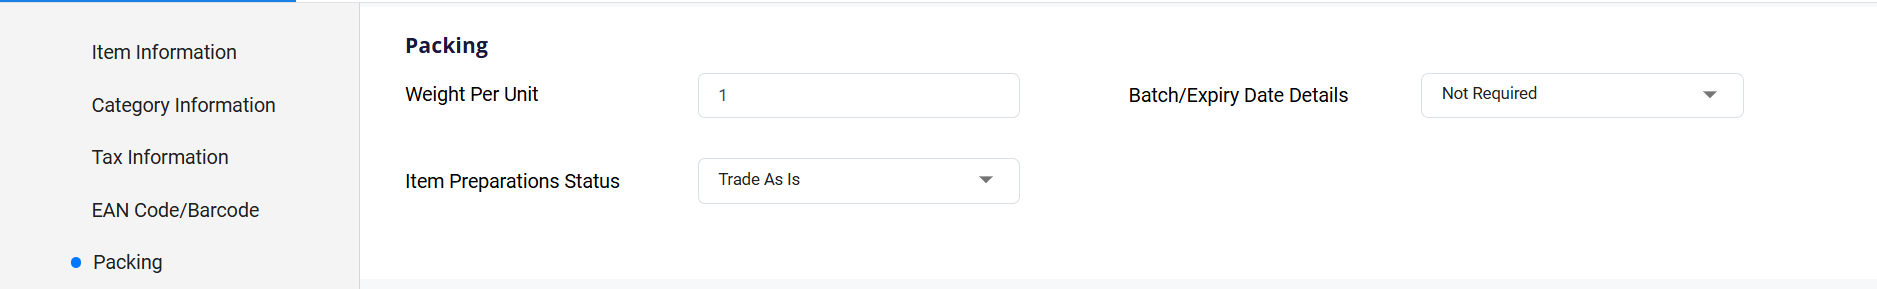 Item Information
Category Information
Tax Information
EAN Code/Barcode
Packing
Packing
Weight Per Unit
1
Batch/Expiry Date Details
Not Required
Item Preparations Status
Trade As Is